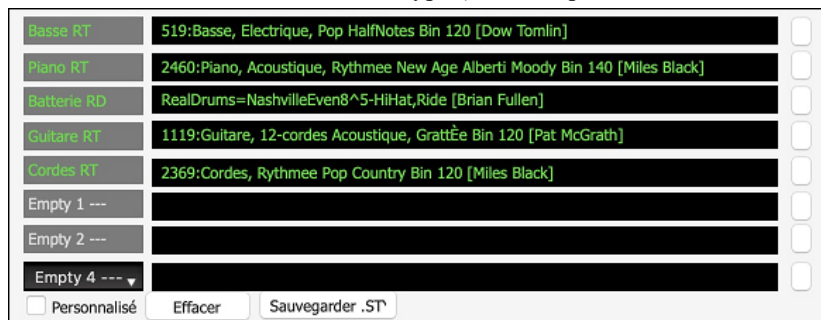 Basse RT 519:Basse, Electrique, Pop HalfNotes Bin 120 [Dow Tomlin]
Piano RT 2460:Piano, Acoustique, Rythmee New Age Alberti Moody Bin 140 [Miles Black]
Batterie RD RealDrums=NashvilleEven8^5-HiHat,Ride [Brian Fullen]
Guitare RT 1119:Guitare, 12-cordes Acoustique, GrattÈe Bin 120 [Pat McGrath]
Cordes RT 2369:Cordes, Rythmee Pop Country Bin 120 [Miles Black]
Empty 1 ---
Empty 2 ---
Empty 4 ---
Personnalisé Effacer Sauvegarder .ST